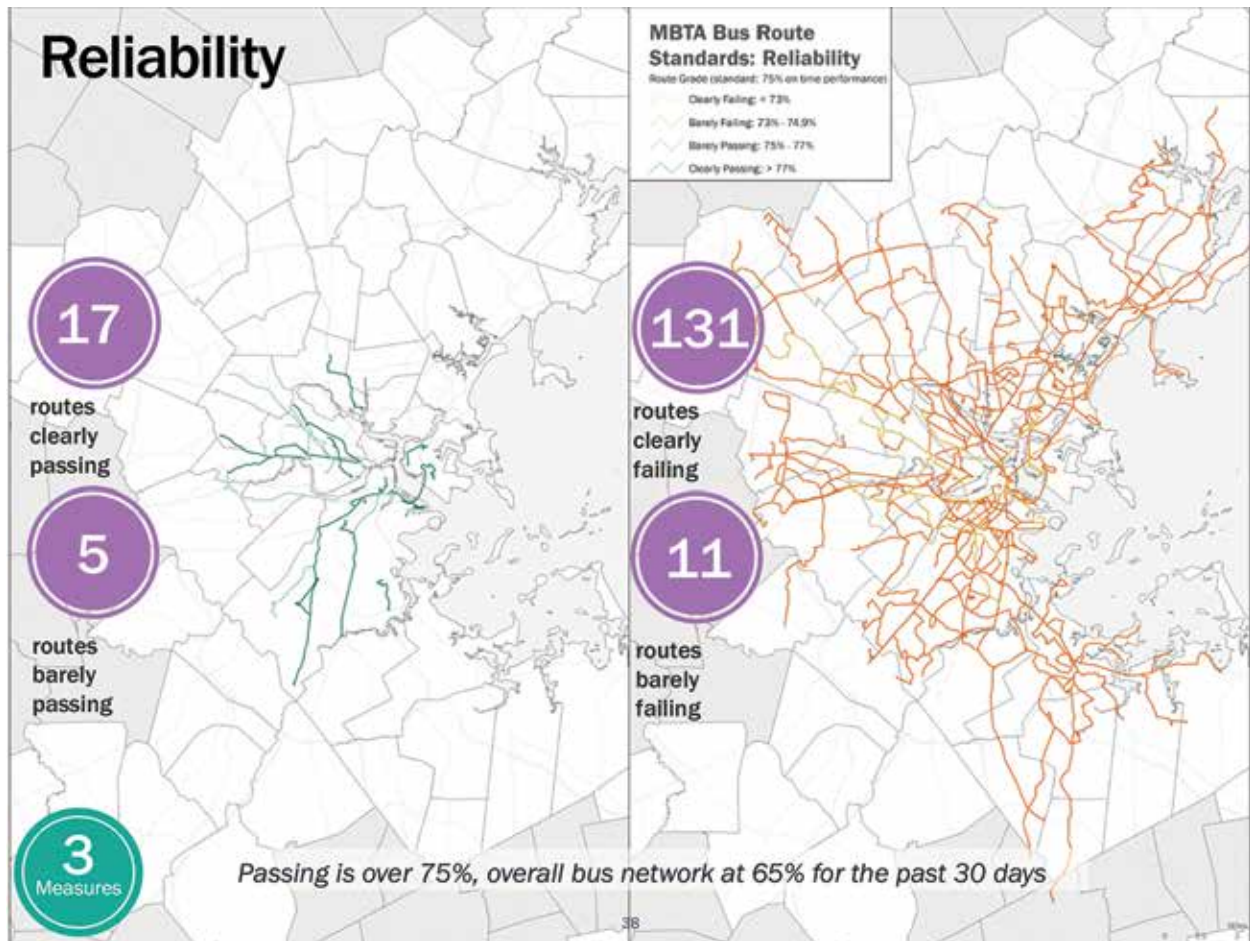 Reliability
17
routes
clearly
passing
5
routes
barely
passing
3
Measures
MBTA Bus Route
Standards: Reliability
Route Grade (standard: 75% on time performance)
Clearly Failing: < 73%
Barely Failing: 73% - 74.9%
Barely Passing: 75% - 77%
Clearly Passing: > 77%
131
routes
clearly
failing
11
routes
barely
failing
Passing is over 75%, overall bus network at 65% for the past 30 days
38